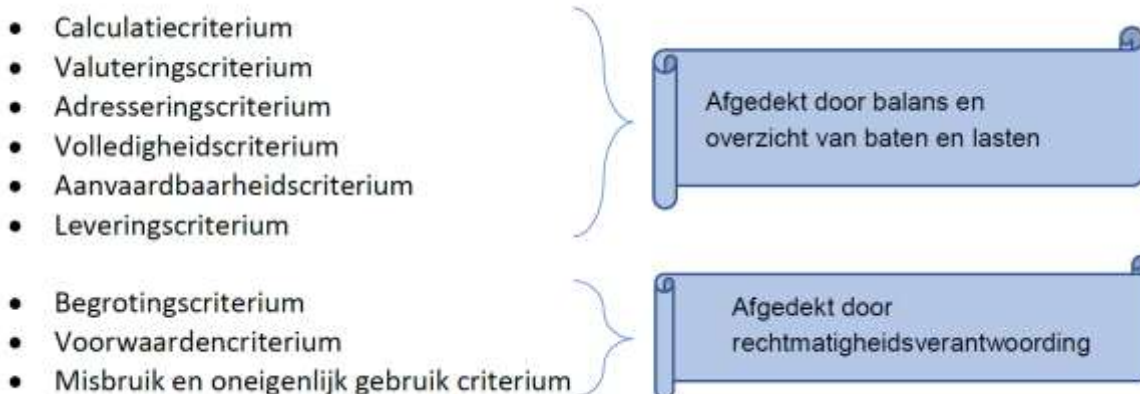 • Calculatiecriterium
• Valuteringscriterium
• Adresseringscriterium
• Volledigheidscriterium
• Aanvaardbaarheidscriterium
• Leveringscriterium
Afgedekt door balans en
overzicht van baten en lasten
• Begrotingscriterium
• Voorwaardencriterium
• Misbruik en oneigenlijk gebruik criterium
Afgedekt door
rechtmatigheidsverantwoording